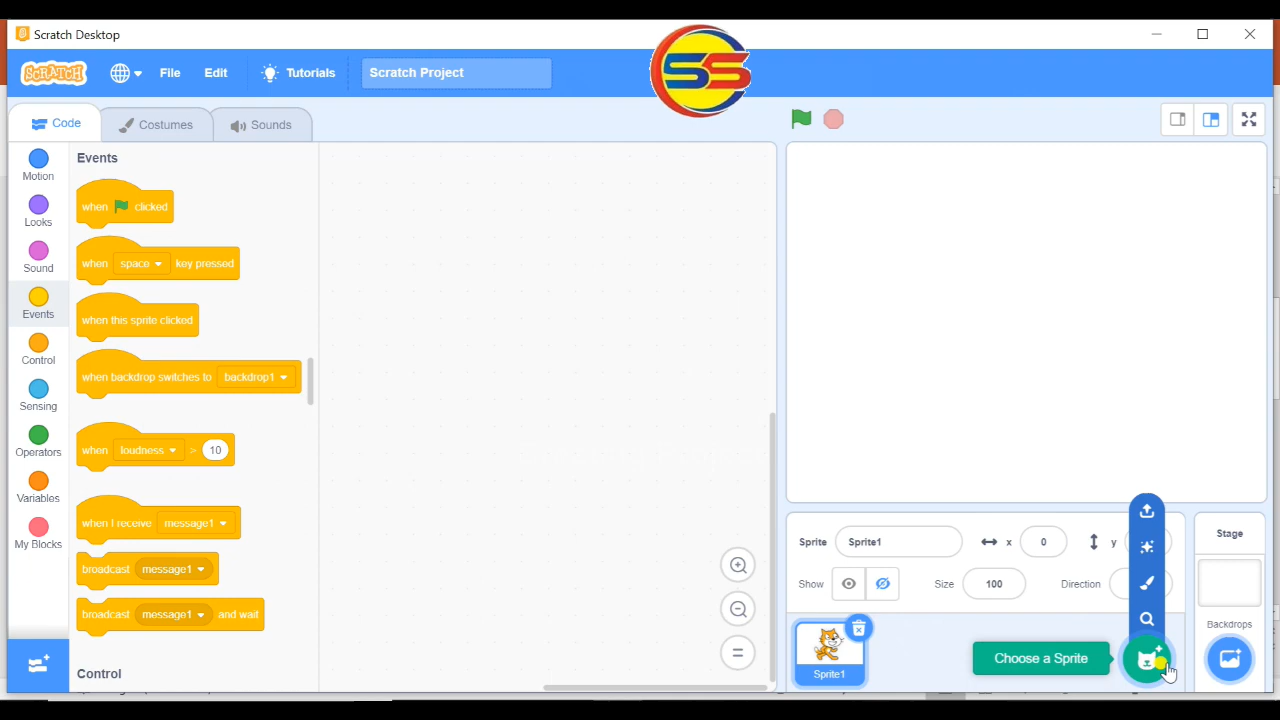 Scratch Desktop
SCRATCH File Edit Tutorials Scratch Project
SS
Code Costumes Sounds
Motion
Looks
Sound
Events
Control
Sensing
Operators
Variables
My Blocks
Events
when clicked
when space key pressed
when this sprite clicked
when backdrop switches to backdrop1
when loudness > 10
when I receive message1
broadcast message1
broadcast message1 and wait
Control
Sprite Sprite1 x 0 y
Show Size 100 Direction
Sprite1
Choose a Sprite
Stage
Backdrops